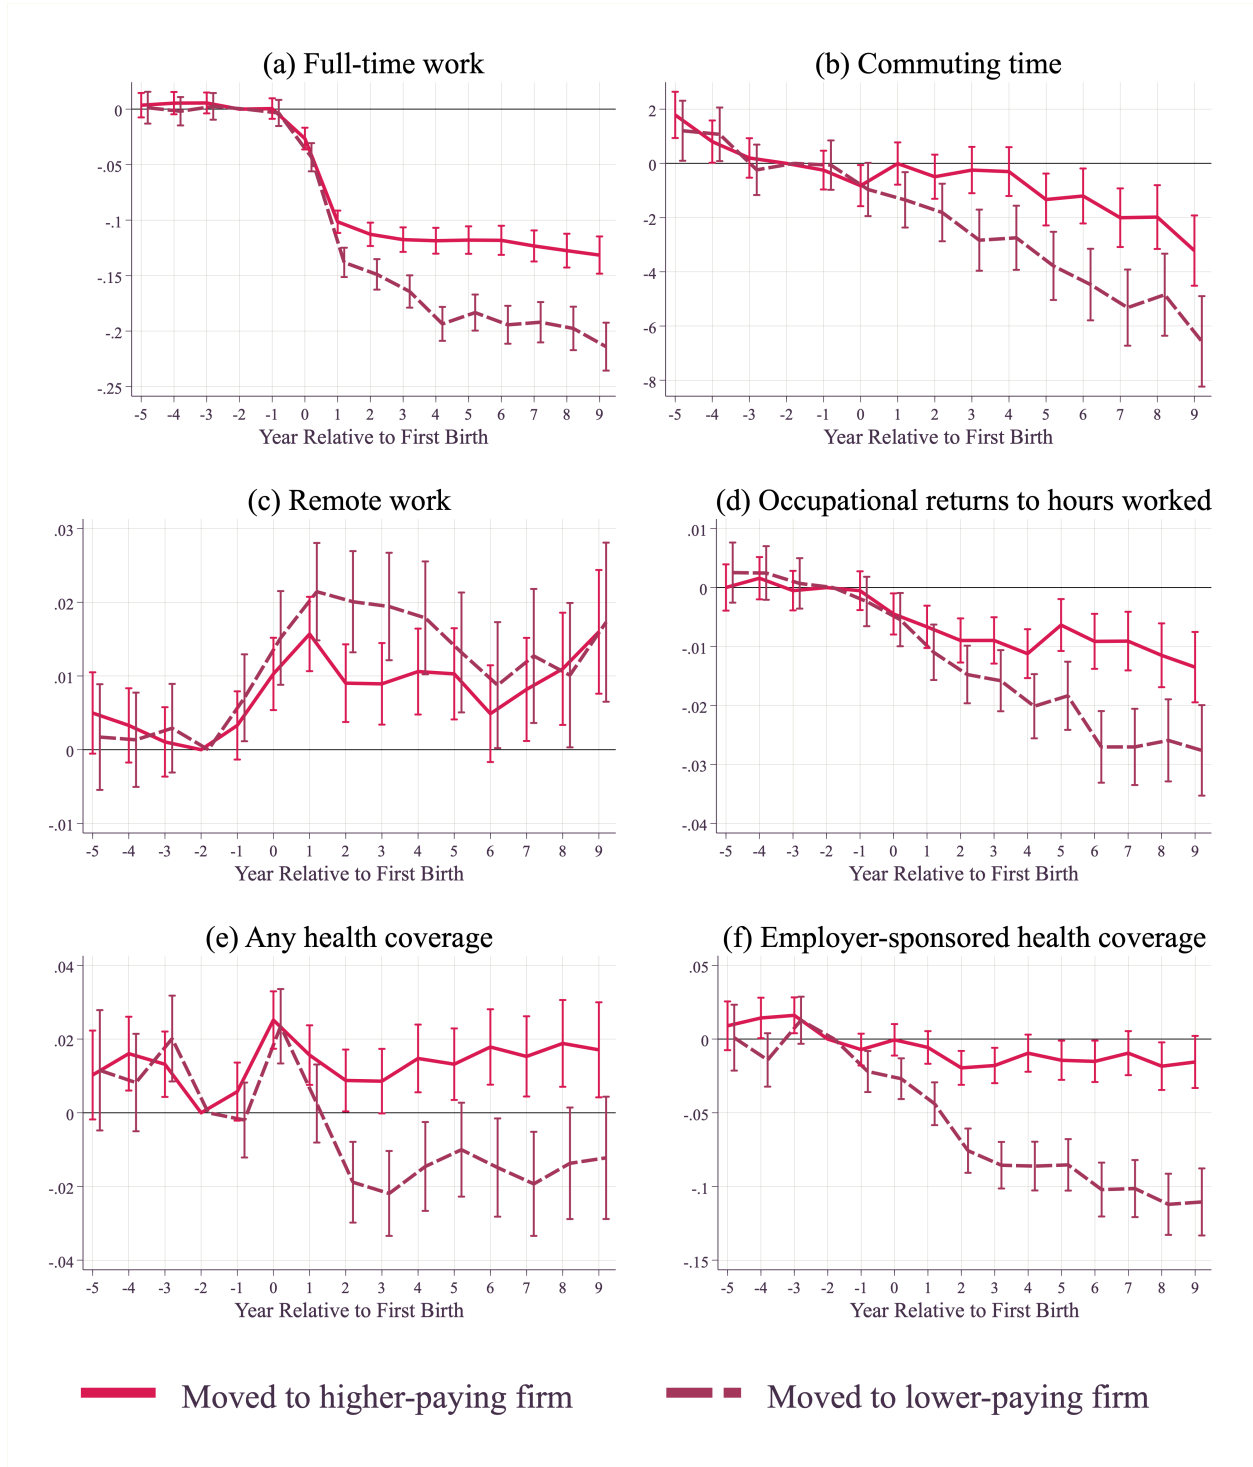 (a) Full-time work
0
-.05
-.1
-.15
-.2
-.25
-5 -4 -3 -2 -1 0 1 2 3 4 5 6 7 8 9
Year Relative to First Birth
(b) Commuting time
2
0
-2
-4
-6
-8
-5 -4 -3 -2 -1 0 1 2 3 4 5 6 7 8 9
Year Relative to First Birth
(c) Remote work
.03
.02
.01
0
-.01
-5 -4 -3 -2 -1 0 1 2 3 4 5 6 7 8 9
Year Relative to First Birth
(d) Occupational returns to hours worked
.01
0
-.01
-.02
-.03
-.04
-5 -4 -3 -2 -1 0 1 2 3 4 5 6 7 8 9
Year Relative to First Birth
(e) Any health coverage
.04
.02
0
-.02
-.04
-5 -4 -3 -2 -1 0 1 2 3 4 5 6 7 8 9
Year Relative to First Birth
(f) Employer-sponsored health coverage
.05
0
-.05
-.1
-.15
-5 -4 -3 -2 -1 0 1 2 3 4 5 6 7 8 9
Year Relative to First Birth
Moved to higher-paying firm
Moved to lower-paying firm